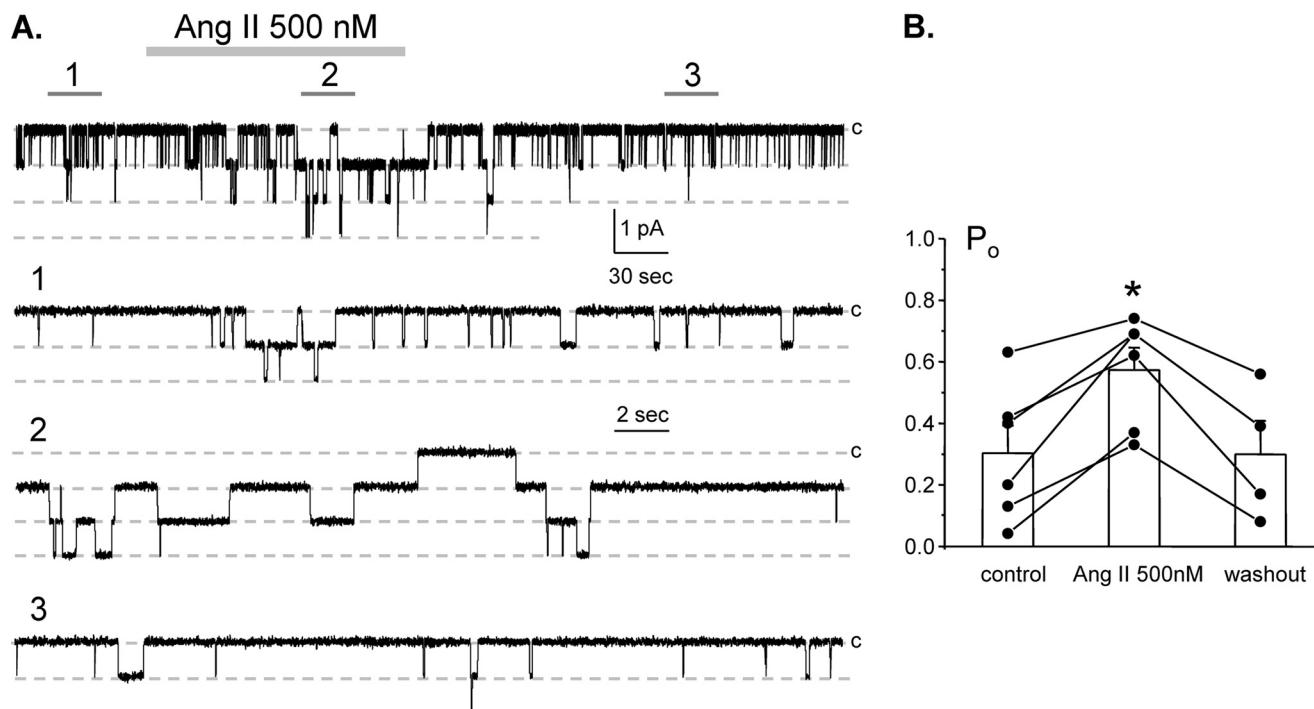 A.
Ang II 500 nM
1
2
3
c
1 pA
30 sec
1
c
2 sec
2
c
3
c
B.
1.0
P₀
0.8
*
0.6
0.4
0.2
0.0
control
Ang II 500nM
washout